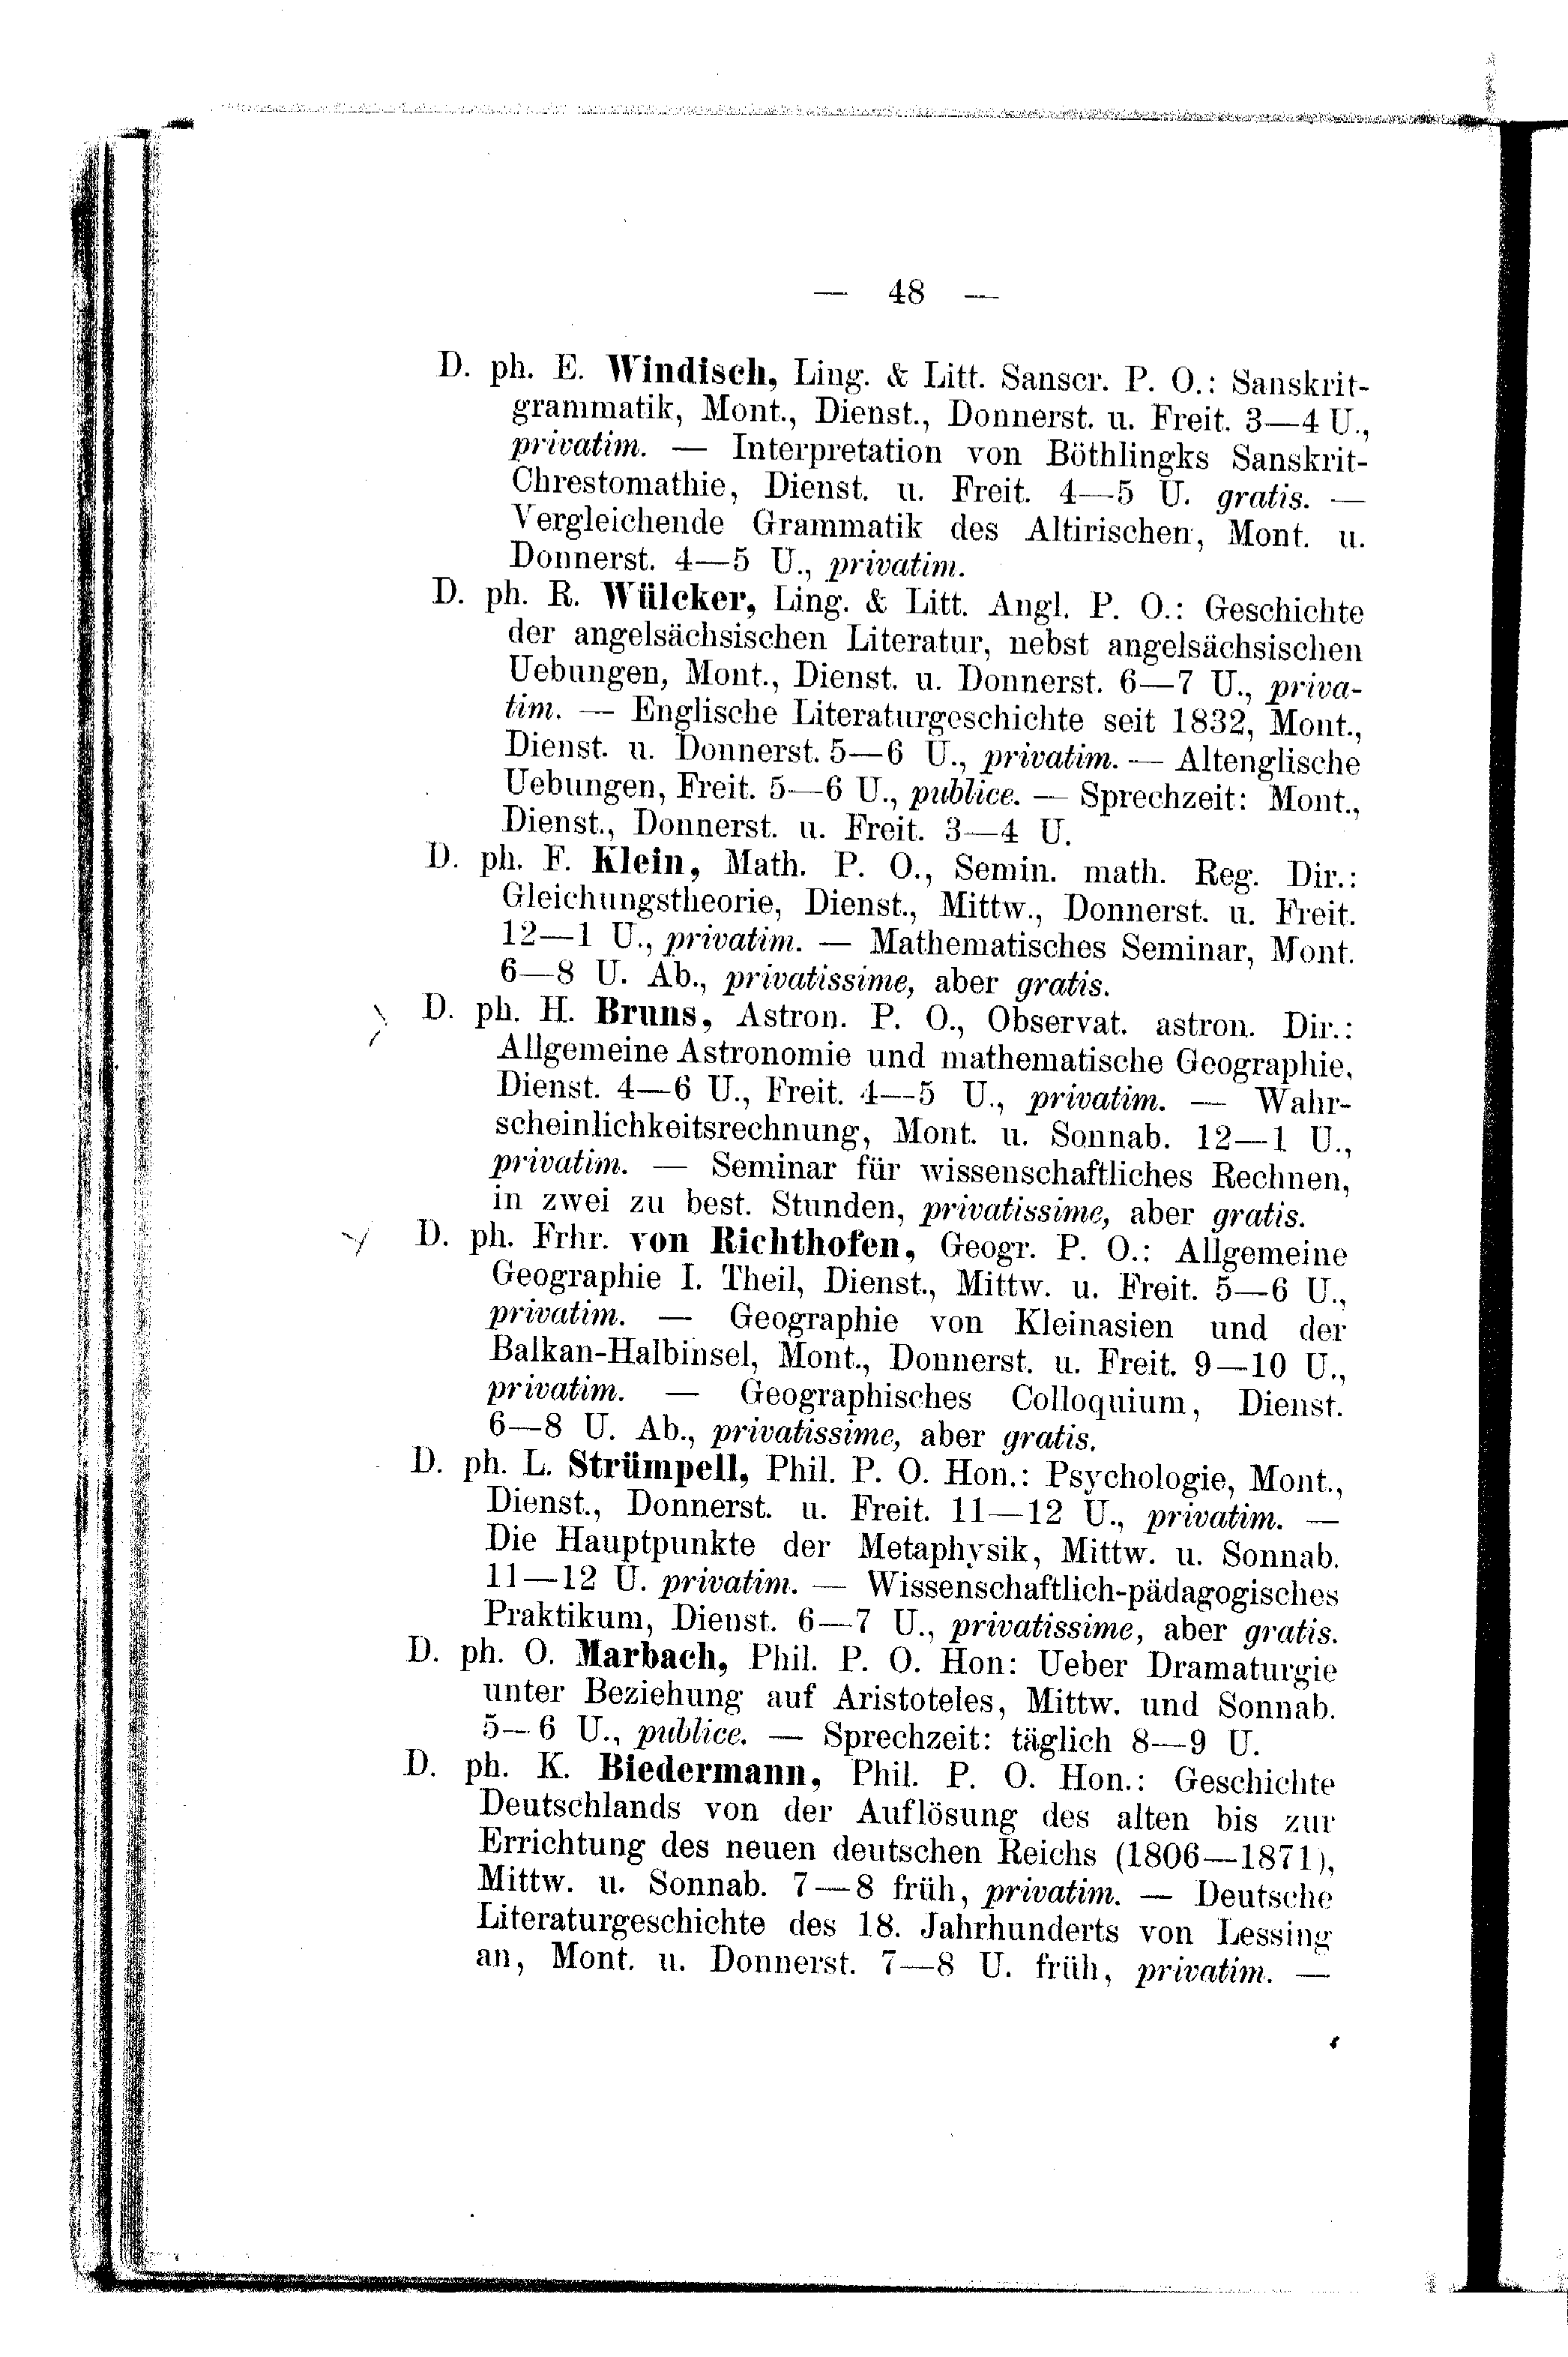 — 48 —
D. ph. E. Windisch, Ling. & Litt. Sanscr. P. O.: Sanskrit-
grammatik, Mont., Dienst., Donnerst. u. Freit. 3—4 U.,
privatim. — Interpretation von Böthlingks Sanskrit-
Chrestomathie, Dienst. u. Freit. 4—5 U. gratis. —
Vergleichende Grammatik des Altirischen, Mont. u.
Donnerst. 4—5 U., privatim.
D. ph. R. Wülcker, Ling. & Litt. Angl. P. O.: Geschichte
der angelsächsischen Literatur, nebst angelsächsischen
Uebungen, Mont., Dienst. u. Donnerst. 6—7 U., priva-
tim. — Englische Literaturgeschichte seit 1832, Mont.,
Dienst. u. Donnerst. 5—6 U., privatim. — Altenglische
Uebungen, Freit. 5—6 U., publice. — Sprechzeit: Mont.,
Dienst., Donnerst. u. Freit. 3—4 U.
D. ph. F. Klein, Math. P. O., Semin. math. Reg. Dir.:
Gleichungstheorie, Dienst., Mittw., Donnerst. u. Freit.
12—1 U., privatim. — Mathematisches Seminar, Mont.
6—8 U. Ab., privatissime, aber gratis.
D. ph. H. Bruns, Astron. P. O., Observat. astron. Dir.:
Allgemeine Astronomie und mathematische Geographie,
Dienst. 4—6 U., Freit. 4—5 U., privatim. — Wahr-
scheinlichkeitsrechnung, Mont. u. Sonnab. 12—1 U.,
privatim. — Seminar für wissenschaftliches Rechnen,
in zwei zu best. Stunden, privatissime, aber gratis.
D. ph. Frhr. von Richthofen, Geogr. P. O.: Allgemeine
Geographie I. Theil, Dienst., Mittw. u. Freit. 5—6 U.,
privatim. — Geographie von Kleinasien und der
Balkan-Halbinsel, Mont., Donnerst. u. Freit. 9—10 U.,
privatim. — Geographisches Colloquium, Dienst.
6—8 U. Ab., privatissime, aber gratis.
D. ph. L. Strümpell, Phil. P. O. Hon.: Psychologie, Mont.,
Dienst., Donnerst. u. Freit. 11—12 U., privatim. —
Die Hauptpunkte der Metaphysik, Mittw. u. Sonnab.
11—12 U. privatim. — Wissenschaftlich-pädagogisches
Praktikum, Dienst. 6—7 U., privatissime, aber gratis.
D. ph. O. Marbach, Phil. P. O. Hon: Ueber Dramaturgie
unter Beziehung auf Aristoteles, Mittw. und Sonnab.
5—6 U., publice. — Sprechzeit: täglich 8—9 U.
D. ph. K. Biedermann, Phil. P. O. Hon.: Geschichte
Deutschlands von der Auflösung des alten bis zur
Errichtung des neuen deutschen Reichs (1806—1871),
Mittw. u. Sonnab. 7—8 früh, privatim. — Deutsche
Literaturgeschichte des 18. Jahrhunderts von Lessing
an, Mont. u. Donnerst. 7—8 U. früh, privatim. —